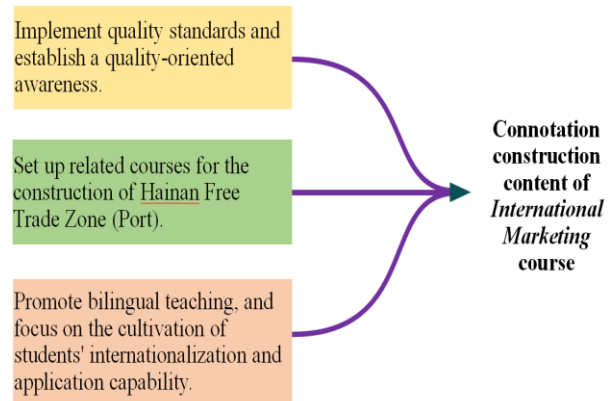 Implement quality standards and
establish a quality-oriented
awareness.
Set up related courses for the
construction of Hainan Free
Trade Zone (Port).
Promote bilingual teaching, and
focus on the cultivation of
students' internationalization and
application capability.
Connotation
construction
content of
International
Marketing
course